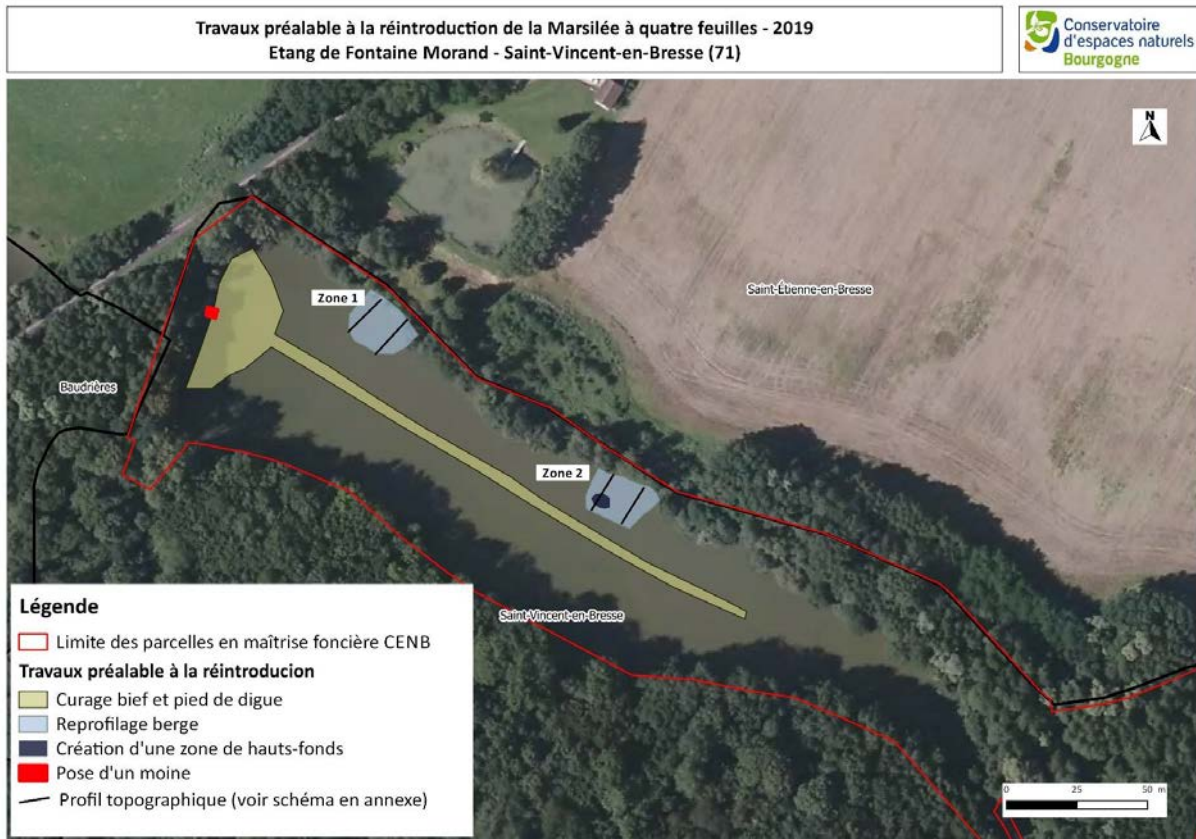 Travaux préalable à la réintroduction de la Marsilée à quatre feuilles - 2019
Etang de Fontaine Morand - Saint-Vincent-en-Bresse (71)
Conservatoire
d'espaces naturels
Bourgogne
N
Zone 1
Saint-Étienne-en-Bresse
Baudrières
Zone 2
Saint-Vincent-en-Bresse
Légende
Limite des parcelles en maîtrise foncière CENB
Travaux préalable à la réintroducion
Curage bief et pied de digue
Reprofilage berge
Création d'une zone de hauts-fonds
Pose d'un moine
Profil topographique (voir schéma en annexe)
0 25 50 m